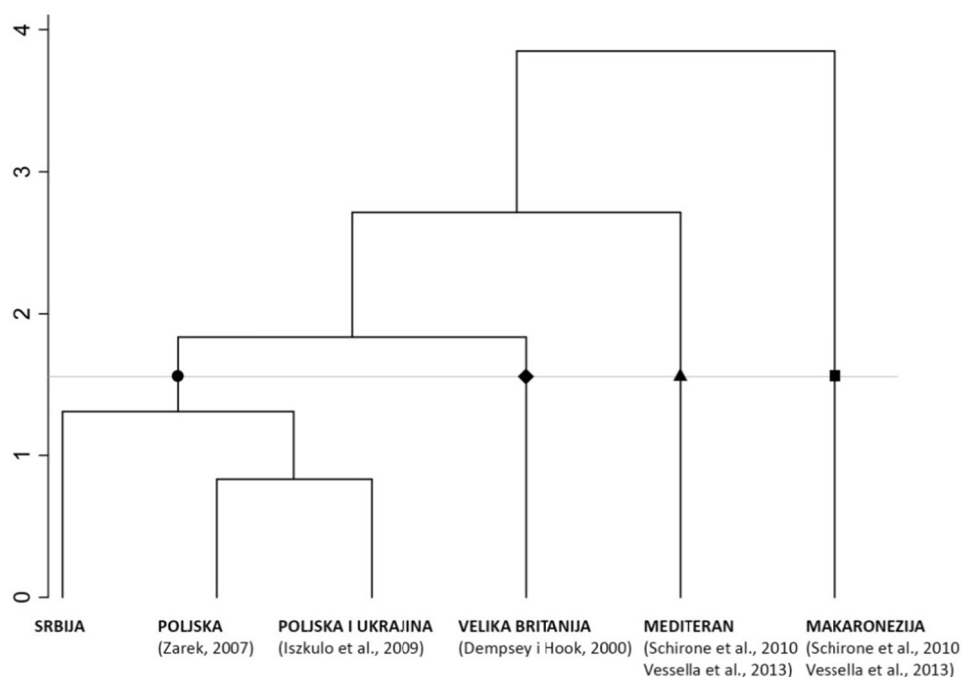 4
3
2
1
0
SRBIJA
POLJSKA
(Zarek, 2007)
POLJSKA I UKRAJINA
(Iszkulo et al., 2009)
VELIKA BRITANIJA
(Dempsey i Hook, 2000)
MEDITERAN
(Schirone et al., 2010
Vessella et al., 2013)
MAKARONEZIJA
(Schirone et al., 2010
Vessella et al., 2013)